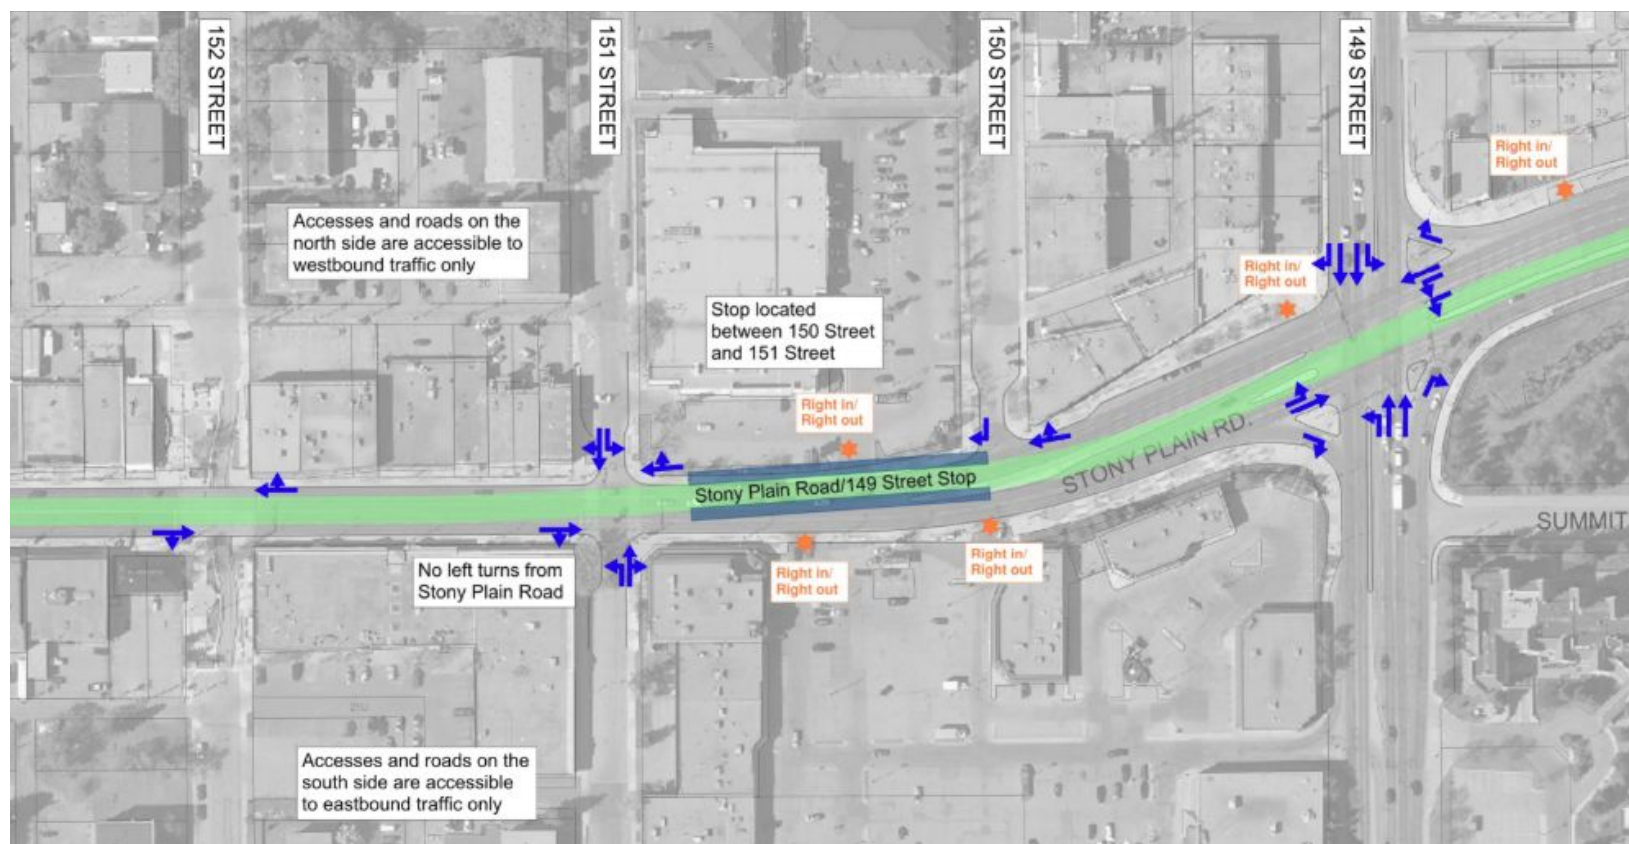 152 STREET
151 STREET
150 STREET
149 STREET
Right in/
Right out
Accesses and roads on the
north side are accessible to
westbound traffic only
Right in/
Right out
Stop located
between 150 Street
and 151 Street
Right in/
Right out
Stony Plain Road/149 Street Stop
STONY PLAIN RD.
SUMMIT
No left turns from
Stony Plain Road
Right in/
Right out
Right in/
Right out
Accesses and roads on the
south side are accessible
to eastbound traffic only